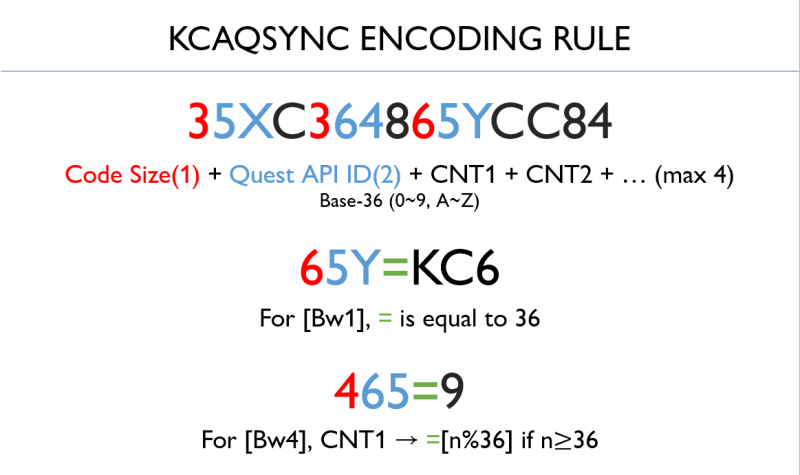 KCAQSYNC ENCODING RULE
35XC364865YCC84
Code Size(1) + Quest API ID(2) + CNT1 + CNT2 + … (max 4)
Base-36 (0~9, A~Z)
65Y=KC6
For [Bw1], = is equal to 36
465=9
For [Bw4], CNT1 → =[n%36] if n≥36